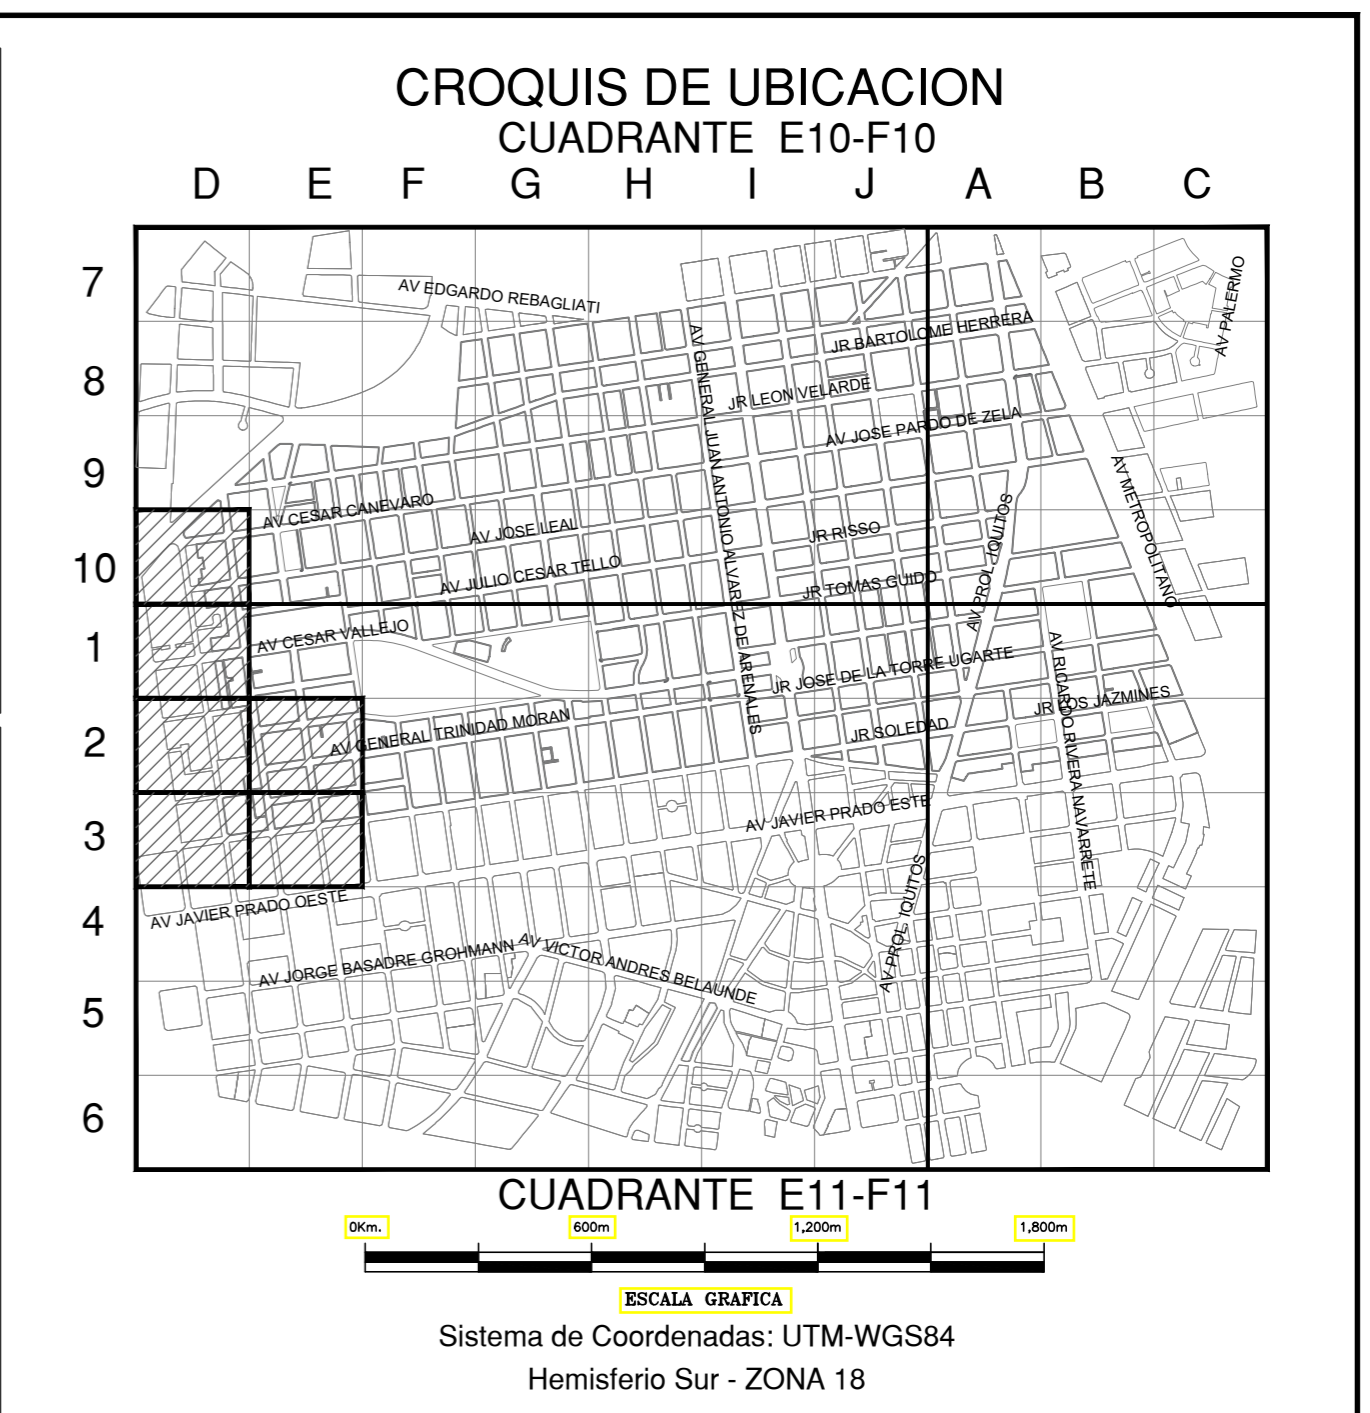 CROQUIS DE UBICACION
CUADRANTE E10-F10
D E F G H I J A B C
7
AV EDGARDO REBAGLIATI
AV PALERMO
JR BARTOLOME HERRERA
8
AV GENERAL JUAN ANTONIO ALVAREZ DE ARENALES
JR LEON VELARDE
AV JOSE PARDO DE ZELA
9
AV METROPOLITANO
AV CESAR CANEVARO
AV JOSE LEAL
JR RISSO
AV PROL IQUITOS
10
AV JULIO CESAR TELLO
JR TOMAS GUIDO
1
AV CESAR VALLEJO
AV RICARDO RIVERA NAVARRETE
JR JOSE DE LA TORRE UGARTE
JR LOS JAZMINES
2
AV GENERAL TRINIDAD MORAN
JR SOLEDAD
3
AV JAVIER PRADO ESTE
4
AV JAVIER PRADO OESTE
AV PROL. IQUITOS
AV JORGE BASADRE GROHMANN
AV VICTOR ANDRES BELAUNDE
5
6
CUADRANTE E11-F11
0Km. 600m 1,200m 1,800m
ESCALA GRAFICA
Sistema de Coordenadas: UTM-WGS84
Hemisferio Sur - ZONA 18